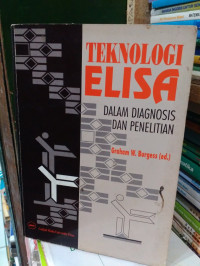 TEKNOLOGI
ELISA
DALAM DIAGNOSIS
DAN PENELITIAN
Graham W. Burgess (ed.)